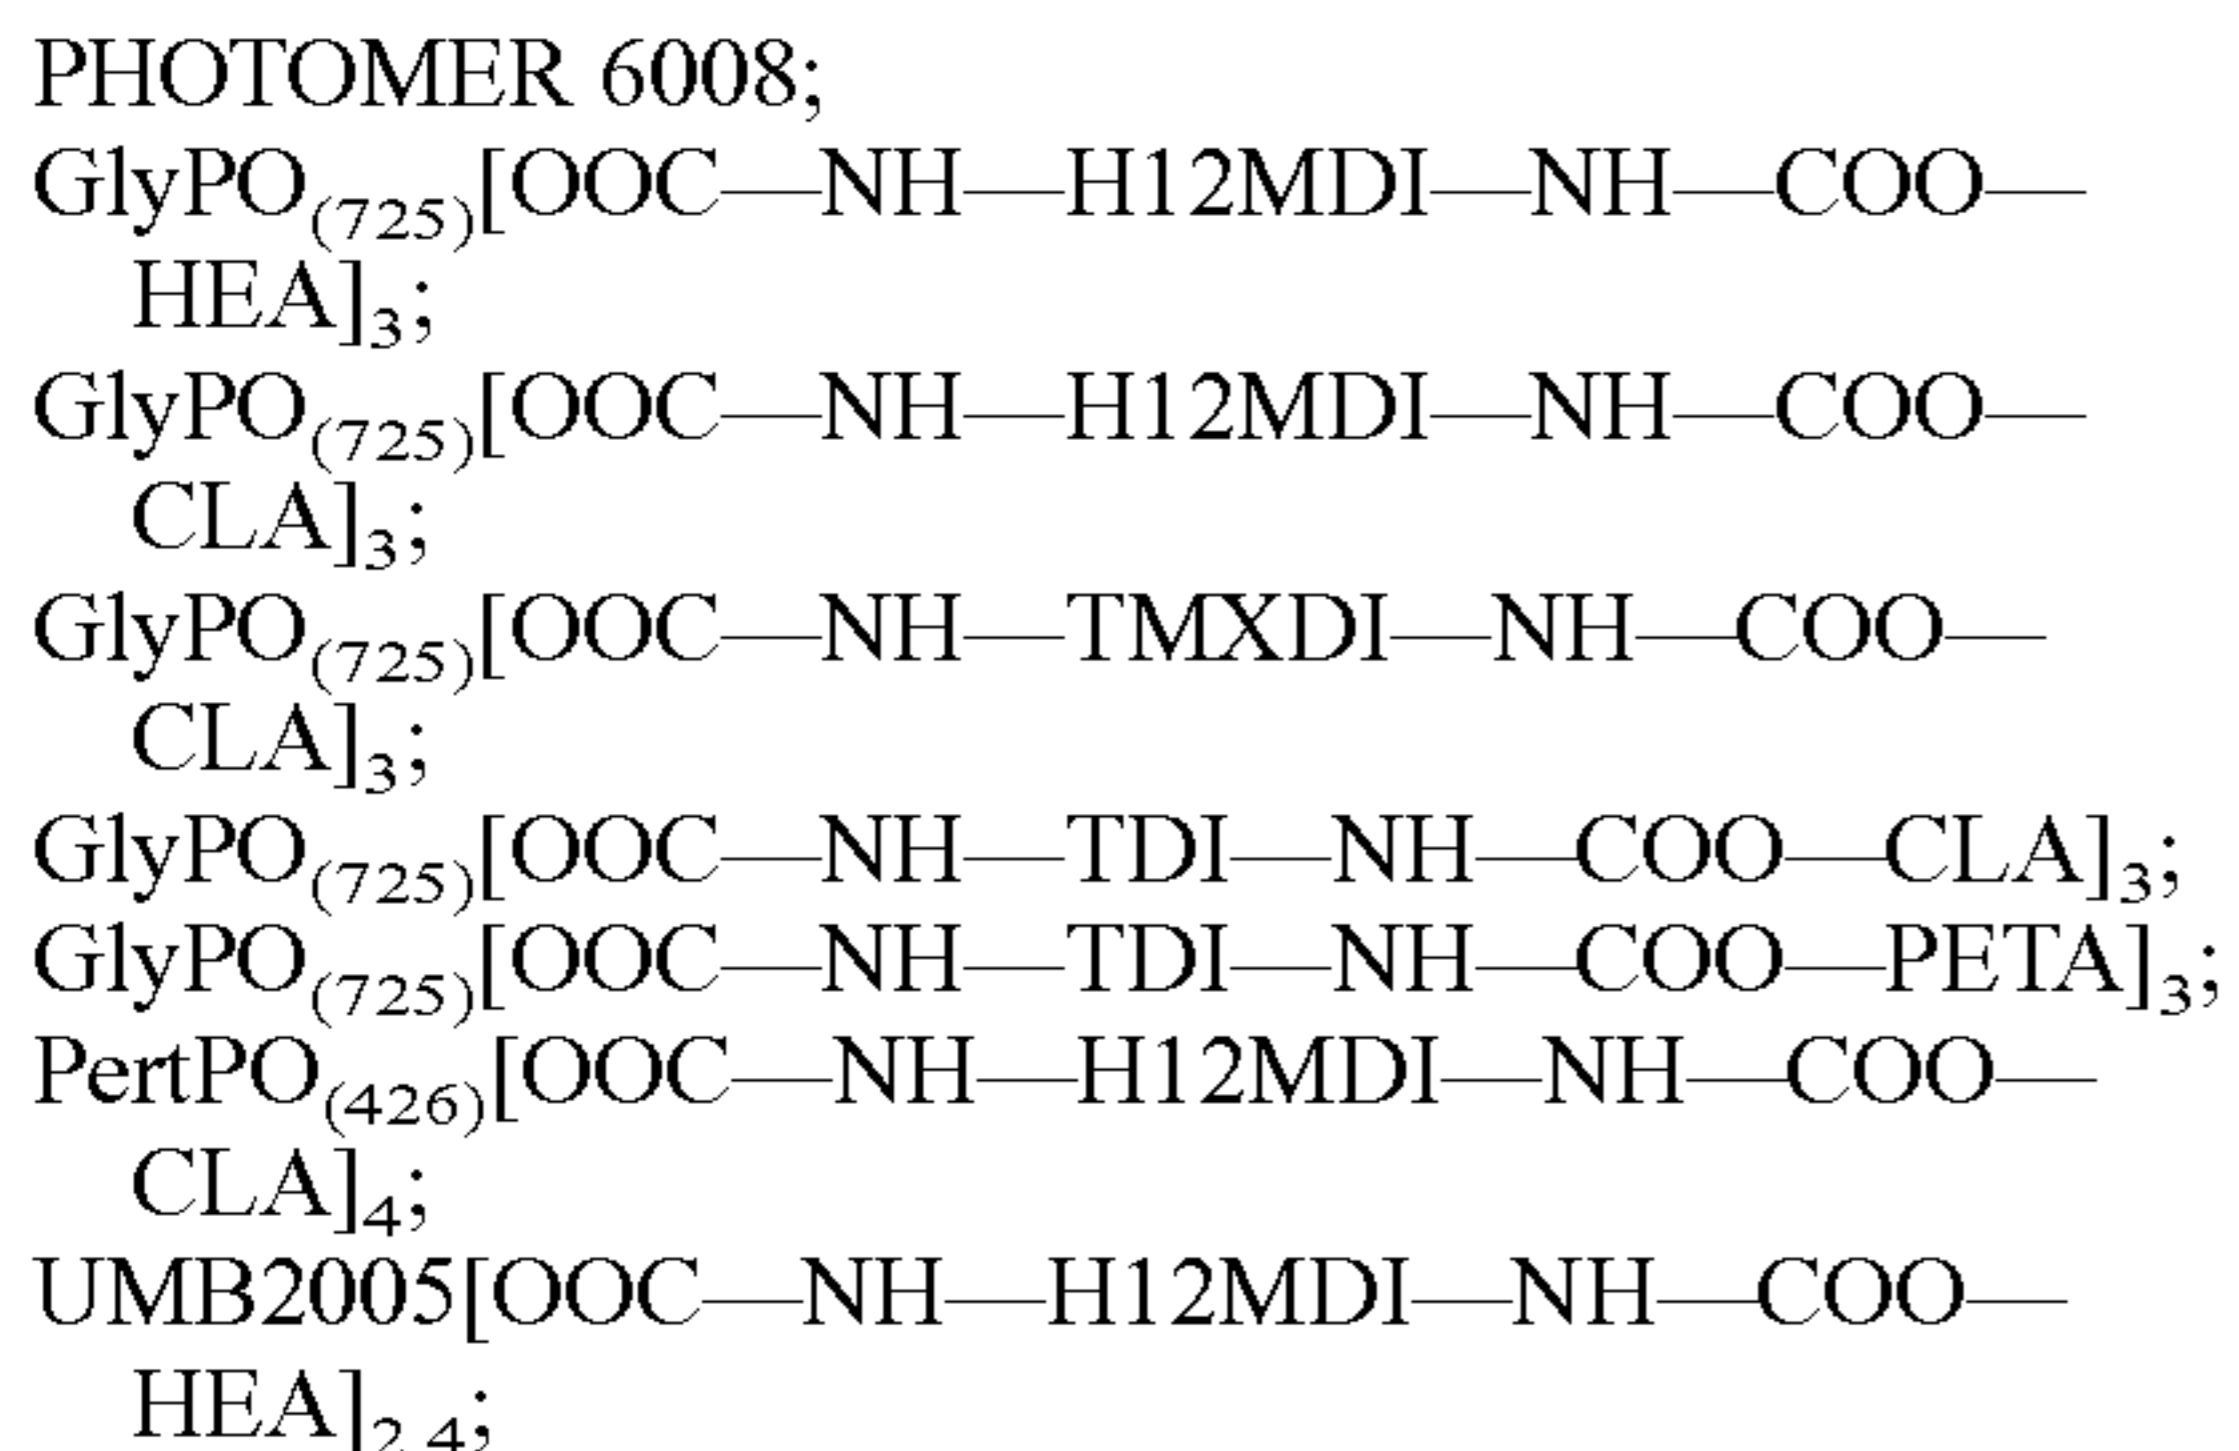 PHOTOMER 6008;
GlyPO(725)[OOC—NH—H12MDI—NH—COO—
HEA]3;
GlyPO(725)[OOC—NH—H12MDI—NH—COO—
CLA]3;
GlyPO(725)[OOC—NH—TMXDI—NH—COO—
CLA]3;
GlyPO(725)[OOC—NH—TDI—NH—COO—CLA]3;
GlyPO(725)[OOC—NH—TDI—NH—COO—PETA]3;
PertPO(426)[OOC—NH—H12MDI—NH—COO—
CLA]4;
UMB2005[OOC—NH—H12MDI—NH—COO—
HEA]2.4;